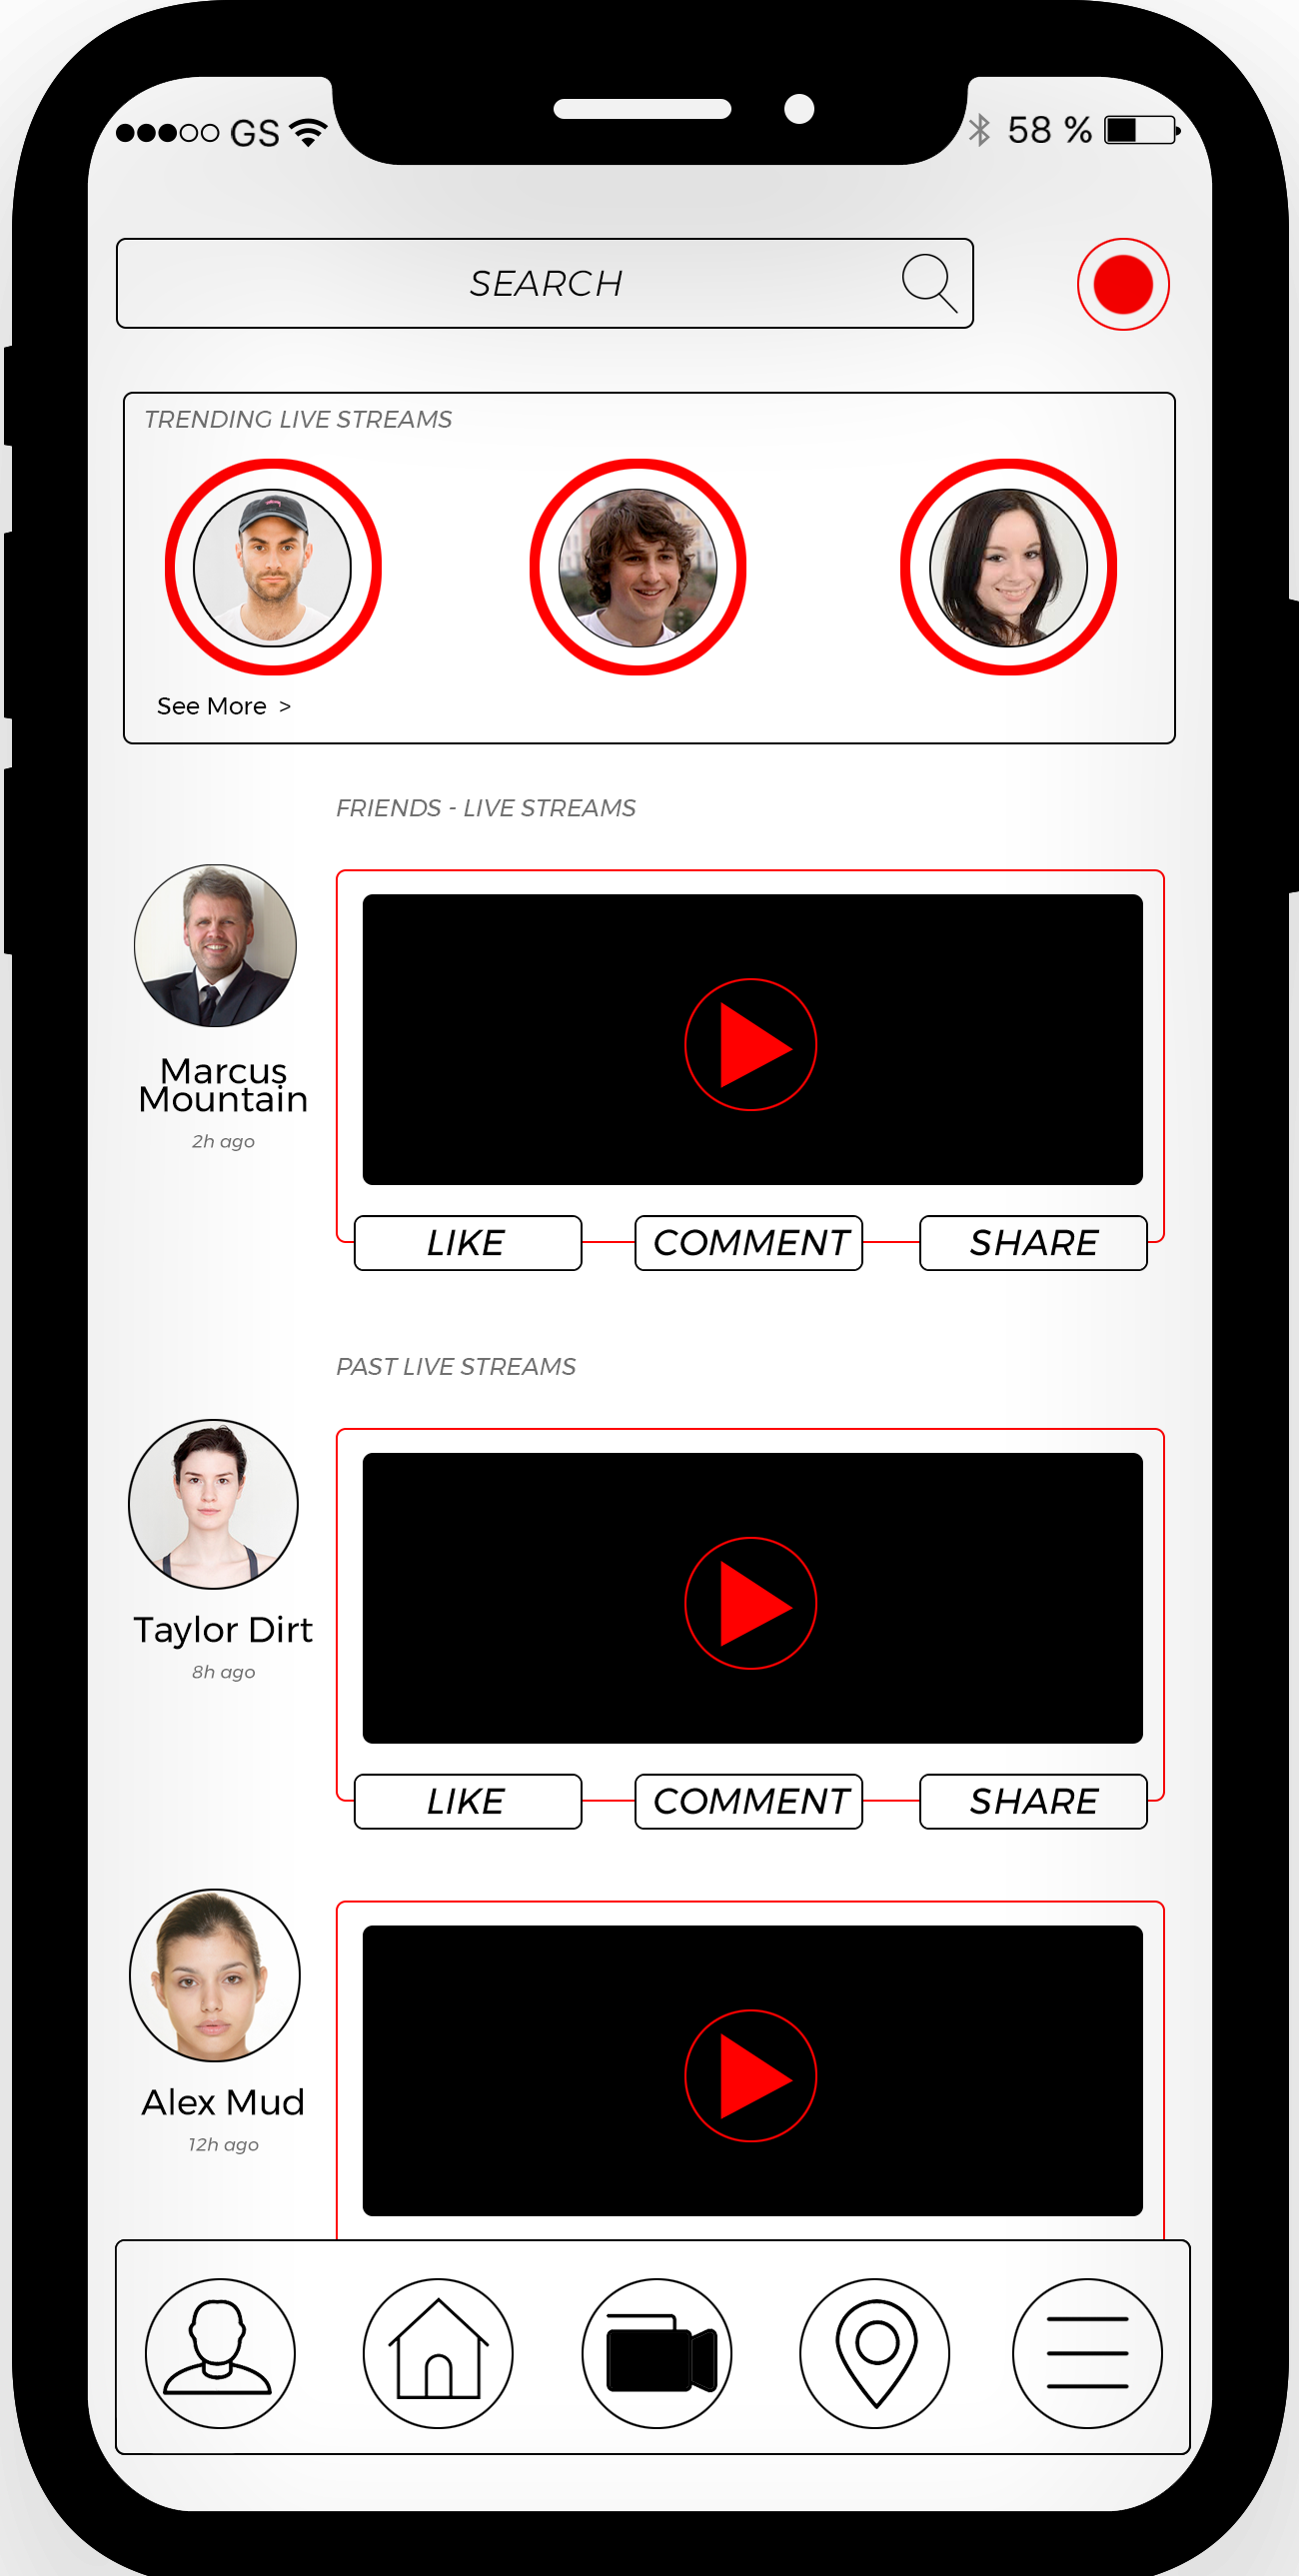 GS 58 %
SEARCH
TRENDING LIVE STREAMS
See More >
FRIENDS - LIVE STREAMS
Marcus
Mountain
2h ago
LIKE COMMENT SHARE
PAST LIVE STREAMS
Taylor Dirt
8h ago
LIKE COMMENT SHARE
Alex Mud
12h ago